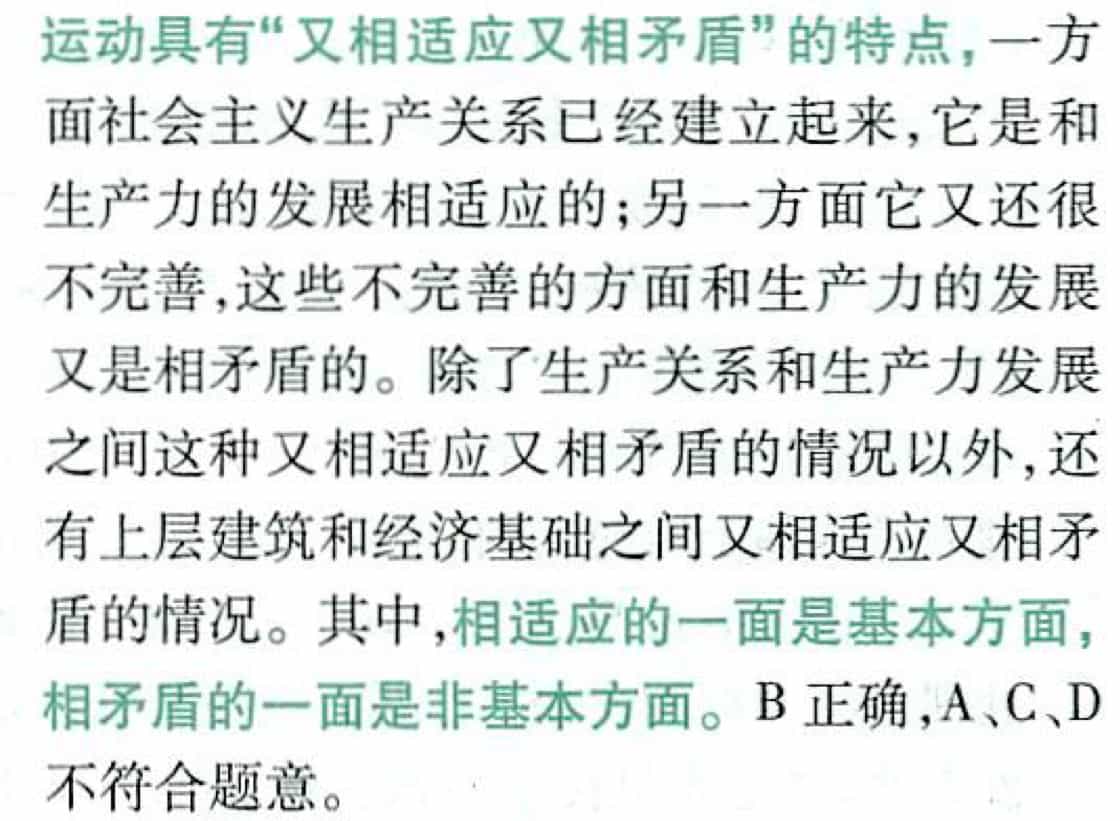 运动具有“又相适应又相矛盾”的特点,一方
面社会主义生产关系已经建立起来,它是和
生产力的发展相适应的;另一方面它又还很
不完善,这些不完善的方面和生产力的发展
又是相矛盾的。除了生产关系和生产力发展
之间这种又相适应又相矛盾的情况以外,还
有上层建筑和经济基础之间又相适应又相矛
盾的情况。其中,相适应的一面是基本方面,
相矛盾的一面是非基本方面。B 正确,A、C、D
不符合题意。